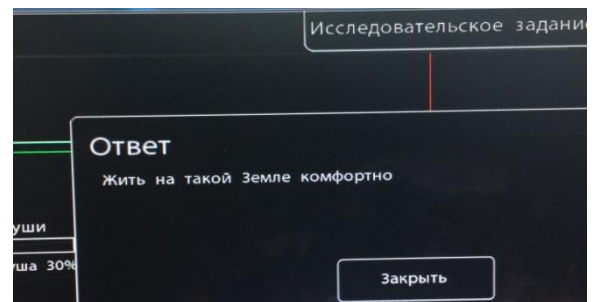 Исследовательское задани
Ответ
Жить на такой Земле комфортно
уши
уша 30%
Закрыть